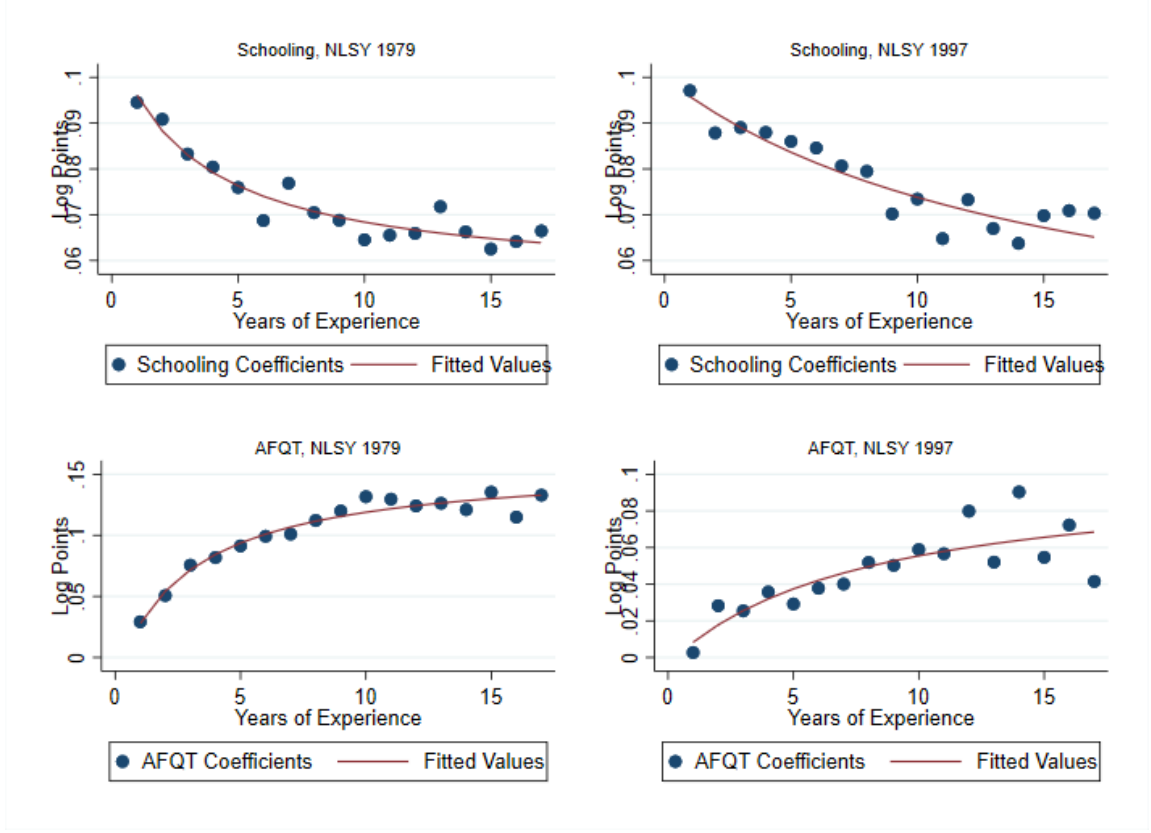 Schooling, NLSY 1979
Log Points
.1
.09
.08
.07
.06
0 5 10 15
Years of Experience
Schooling Coefficients Fitted Values
Schooling, NLSY 1997
Log Points
.1
.09
.08
.07
.06
0 5 10 15
Years of Experience
Schooling Coefficients Fitted Values
AFQT, NLSY 1979
Log Points
.15
.1
.05
0
0 5 10 15
Years of Experience
AFQT Coefficients Fitted Values
AFQT, NLSY 1997
Log Points
.1
.08
.06
.04
.02
0
0 5 10 15
Years of Experience
AFQT Coefficients Fitted Values